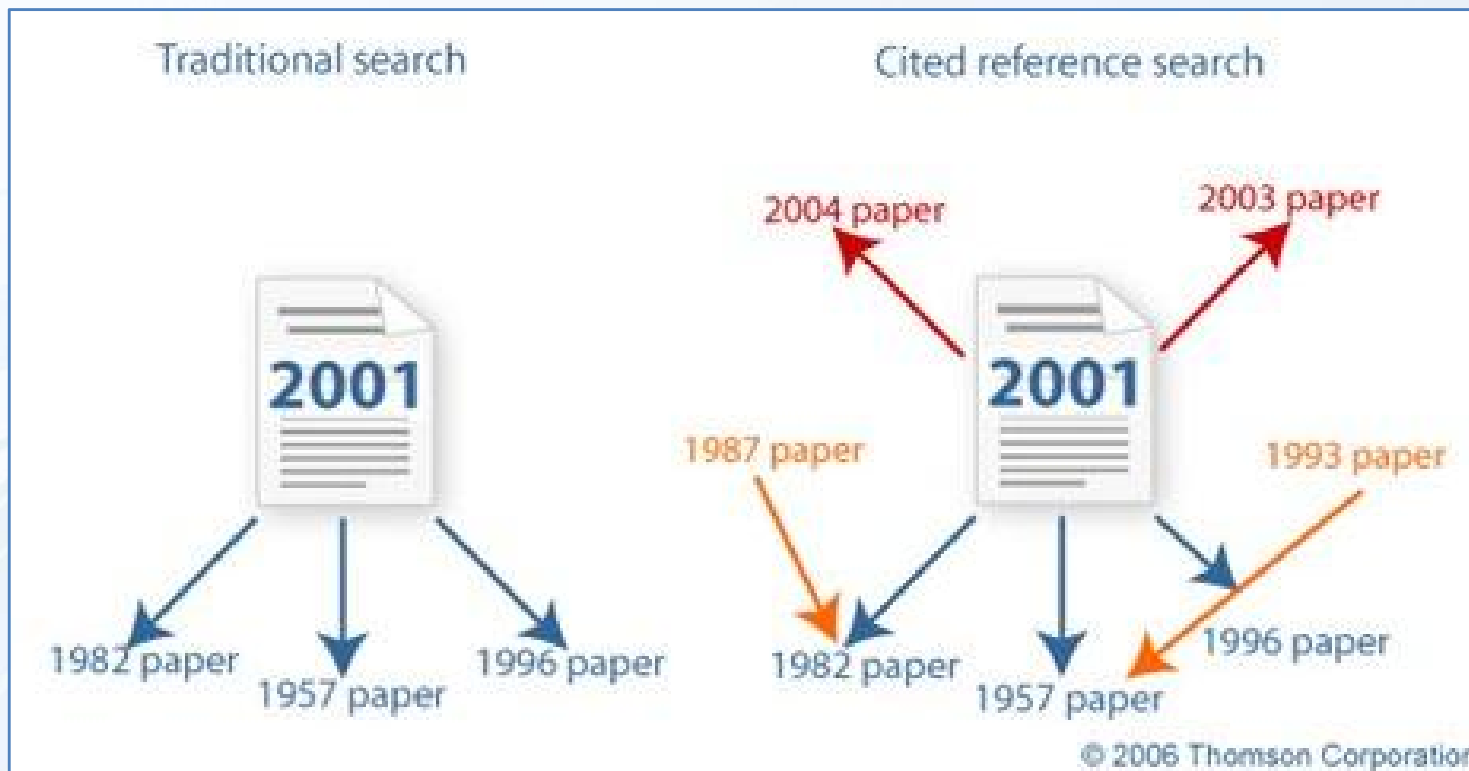 Traditional search
2001
1982 paper
1957 paper
1996 paper
Cited reference search
2004 paper
2003 paper
2001
1987 paper
1993 paper
1982 paper
1957 paper
1996 paper
© 2006 Thomson Corporation